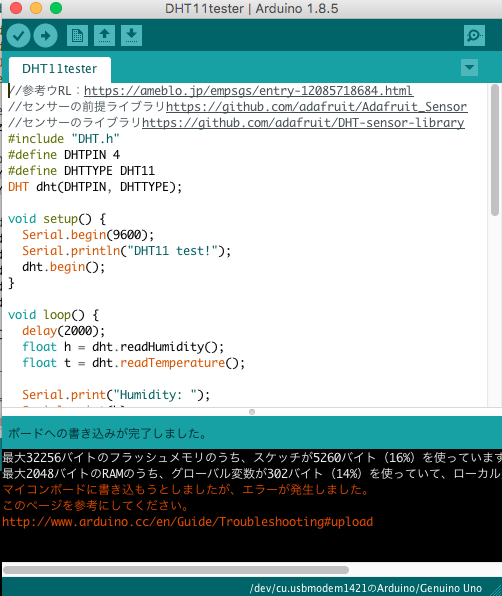 DHT11tester | Arduino 1.8.5
DHT11tester
//参考ウRL：https://ameblo.jp/empsqs/entry-12085718684.html
//センサーの前提ライブラリhttps://github.com/adafruit/Adafruit_Sensor
//センサーのライブラリhttps://github.com/adafruit/DHT-sensor-library
#include "DHT.h"
#define DHTPIN 4
#define DHTTYPE DHT11
DHT dht(DHTPIN, DHTTYPE);
void setup() {
Serial.begin(9600);
Serial.println("DHT11 test!");
dht.begin();
}
void loop() {
delay(2000);
float h = dht.readHumidity();
float t = dht.readTemperature();
Serial.print("Humidity: ");
ボードへの書き込みが完了しました。
最大32256バイトのフラッシュメモリのうち、スケッチが5260バイト（16%）を使っています
最大2048バイトのRAMのうち、グローバル変数が302バイト（14%）を使っていて、ローカル
マイコンボードに書き込もうとしましたが、エラーが発生しました。
このページを参考にしてください。
http://www.arduino.cc/en/Guide/Troubleshooting#upload
/dev/cu.usbmodem1421のArduino/Genuino Uno